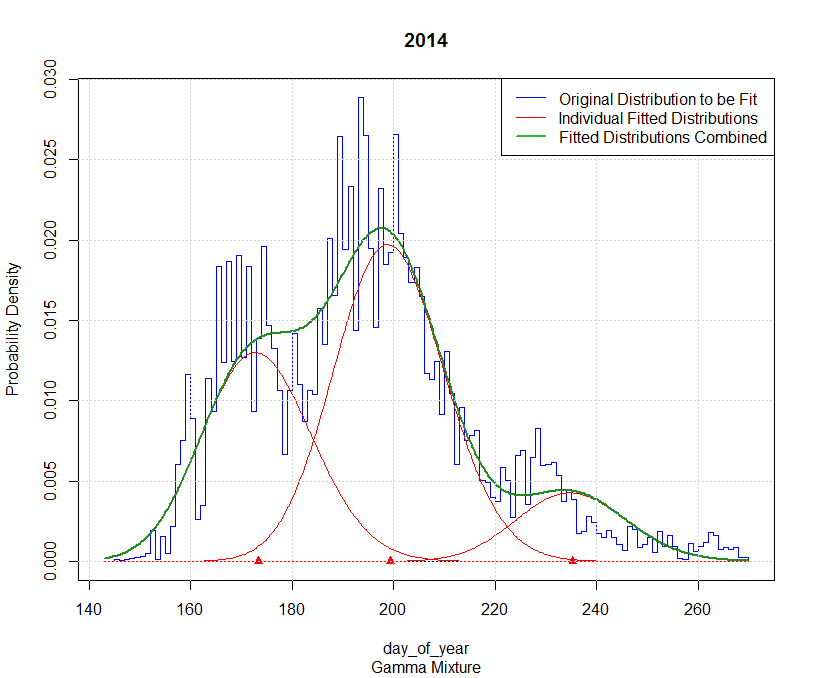 2014
Original Distribution to be Fit
Individual Fitted Distributions
Fitted Distributions Combined
Probability Density
0.030
0.025
0.020
0.015
0.010
0.005
0.000
140 160 180 200 220 240 260
day_of_year
Gamma Mixture